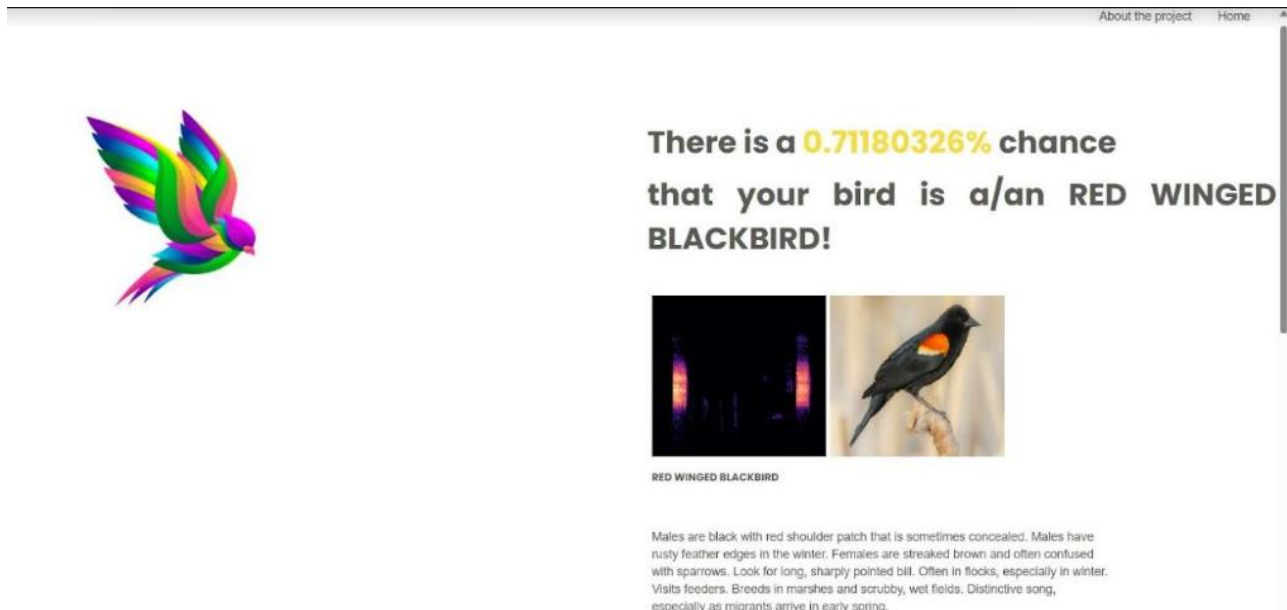 About the project Home
There is a 0.71180326% chance
that your bird is a/an RED WINGED
BLACKBIRD!
RED WINGED BLACKBIRD
Males are black with red shoulder patch that is sometimes concealed. Males have
rusty feather edges in the winter. Females are streaked brown and often confused
with sparrows. Look for long, sharply pointed bill. Often in flocks, especially in winter.
Visits feeders. Breeds in marshes and scrubby, wet fields. Distinctive song,
especially as migrants arrive in early spring.